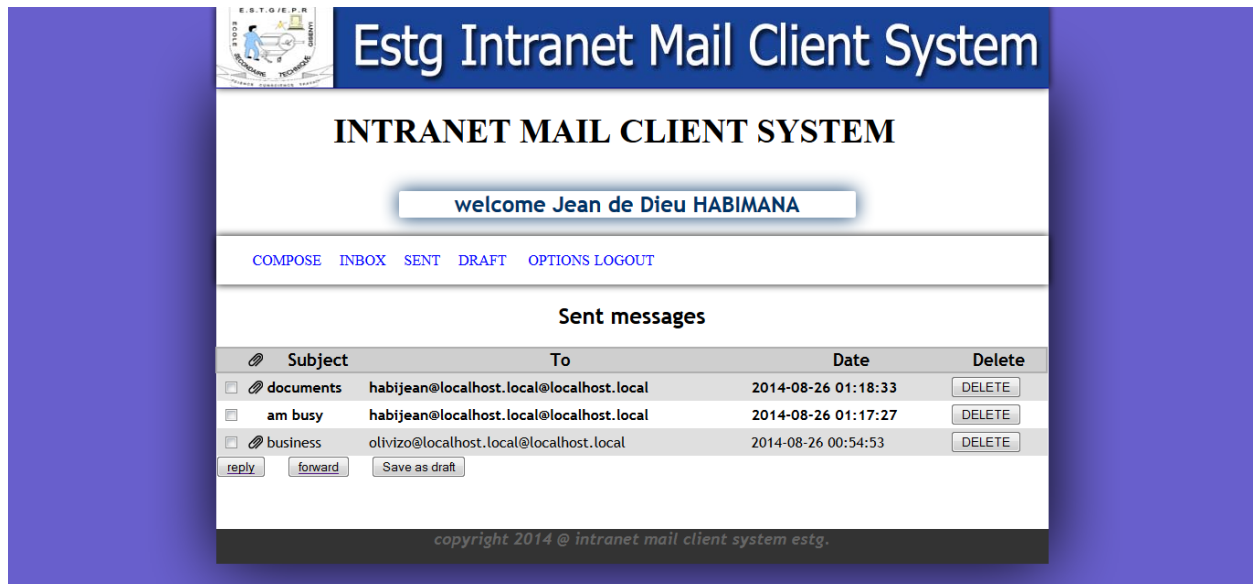 E.S.T.G/E.P.R
ECOLE SECONDAIRE TECHNIQUE GISENYI
Estg Intranet Mail Client System
INTRANET MAIL CLIENT SYSTEM
welcome Jean de Dieu HABIMANA
COMPOSE INBOX SENT DRAFT OPTIONS LOGOUT
Sent messages
Subject To Date Delete
documents habijean@localhost.local@localhost.local 2014-08-26 01:18:33 DELETE
am busy habijean@localhost.local@localhost.local 2014-08-26 01:17:27 DELETE
business olivizo@localhost.local@localhost.local 2014-08-26 00:54:53 DELETE
reply forward Save as draft
copyright 2014 @ intranet mail client system estg.